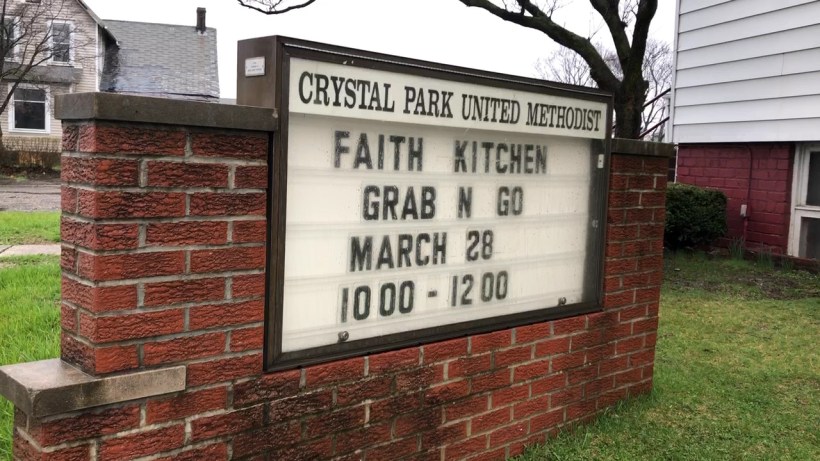 CRYSTAL PARK UNITED METHODIST
FAITH KITCHEN
GRAB N GO
MARCH 28
1000 - 1200